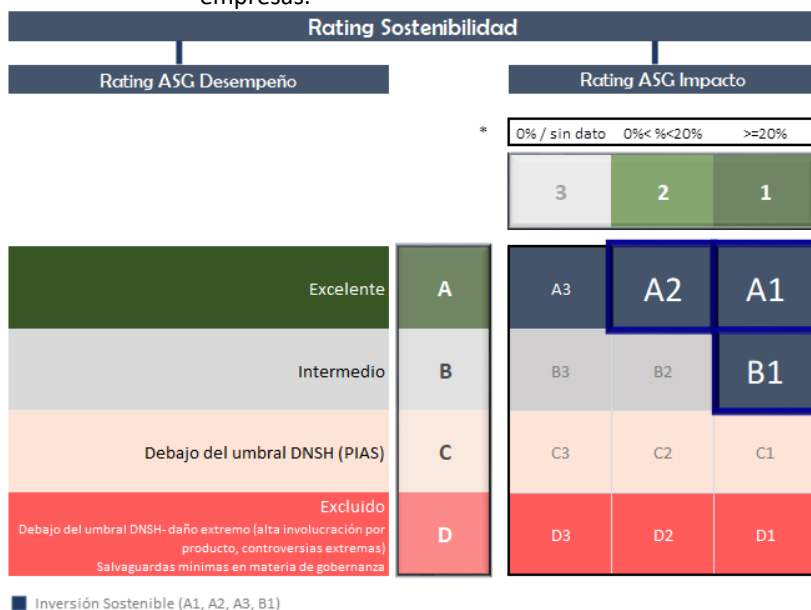 empresas.
Rating Sostenibilidad
Rating ASG Desempeño
Rating ASG Impacto
* 0% / sin dato 0%< %<20% >=20%
3 2 1
Excelente A A3 A2 A1
Intermedio B B3 B2 B1
Debajo del umbral DNSH (PIAS) C C3 C2 C1
Excluido
Debajo del umbral DNSH- daño extremo (alta involucración por
producto, controversias extremas)
Salvaguardas mínimas en materia de gobernanza
D D3 D2 D1
Inversión Sostenible (A1, A2, A3, B1)